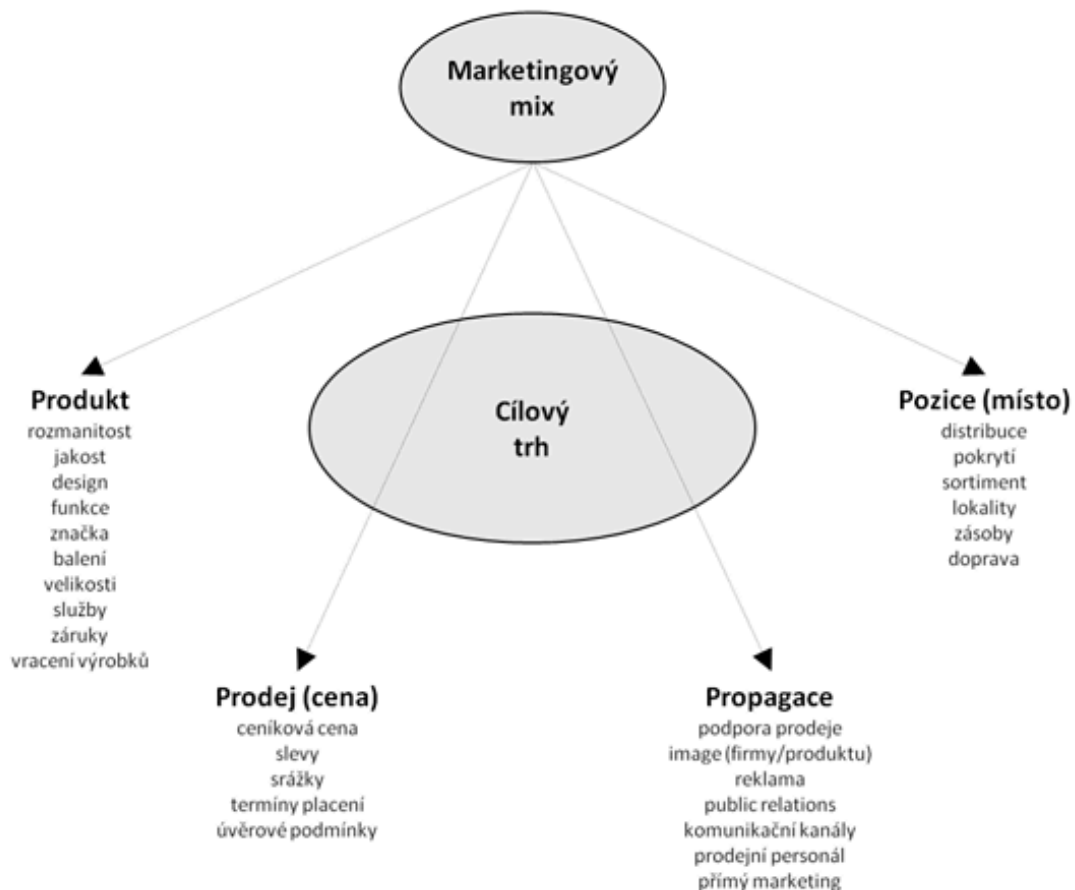 Marketingový
mix
Cílový
trh
Produkt
rozmanitost
jakost
design
funkce
značka
balení
velikosti
služby
záruky
vracení výrobků
Prodej (cena)
ceníková cena
slevy
srážky
termíny placení
úvěrové podmínky
Propagace
podpora prodeje
image (firmy/produktu)
reklama
public relations
komunikační kanály
prodejní personál
přímý marketing
Pozice (místo)
distribuce
pokrytí
sortiment
lokality
zásoby
doprava